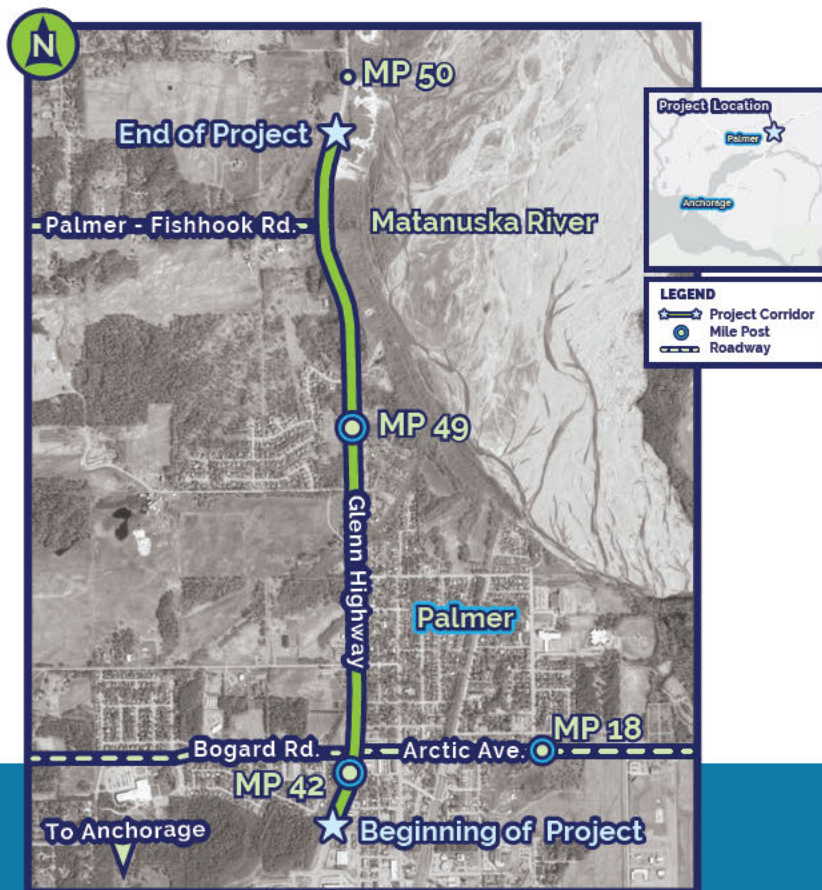 N
MP 50
End of Project
Palmer - Fishhook Rd.
Matanuska River
MP 49
Glenn Highway
Palmer
MP 18
Bogard Rd.
Arctic Ave.
MP 42
Beginning of Project
To Anchorage
Project Location
Palmer
Anchorage
LEGEND
Project Corridor
Mile Post
Roadway